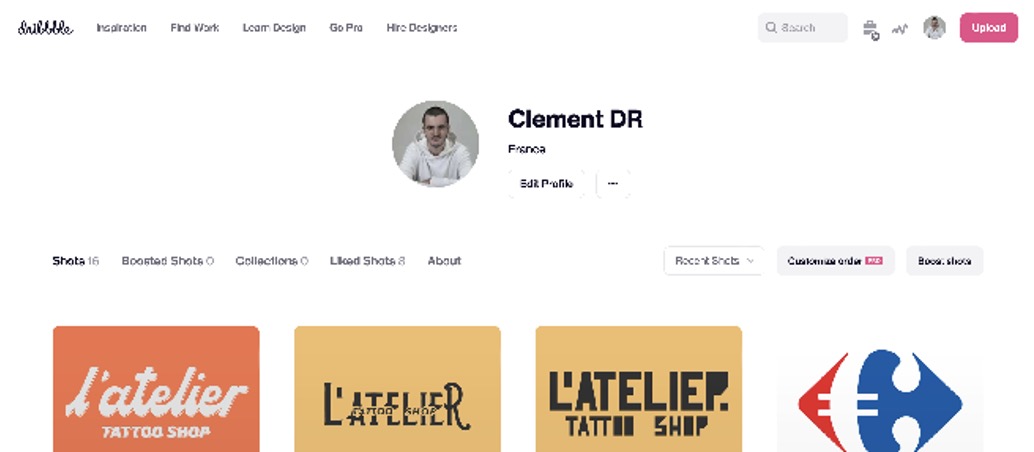 dribbble Inspiration Find Work Learn Design Go Pro Hire Designers Search Upload
Clement DR
France
Edit Profile ...
Shots 16 Boosted Shots 0 Collections 0 Liked Shots 8 About Recent Shots Customize order PRO Boost shots
l'atelier
TATTOO SHOP
L'ATELIER
TATTOO SHOP
L'ATELIER.
TATTOO SHOP